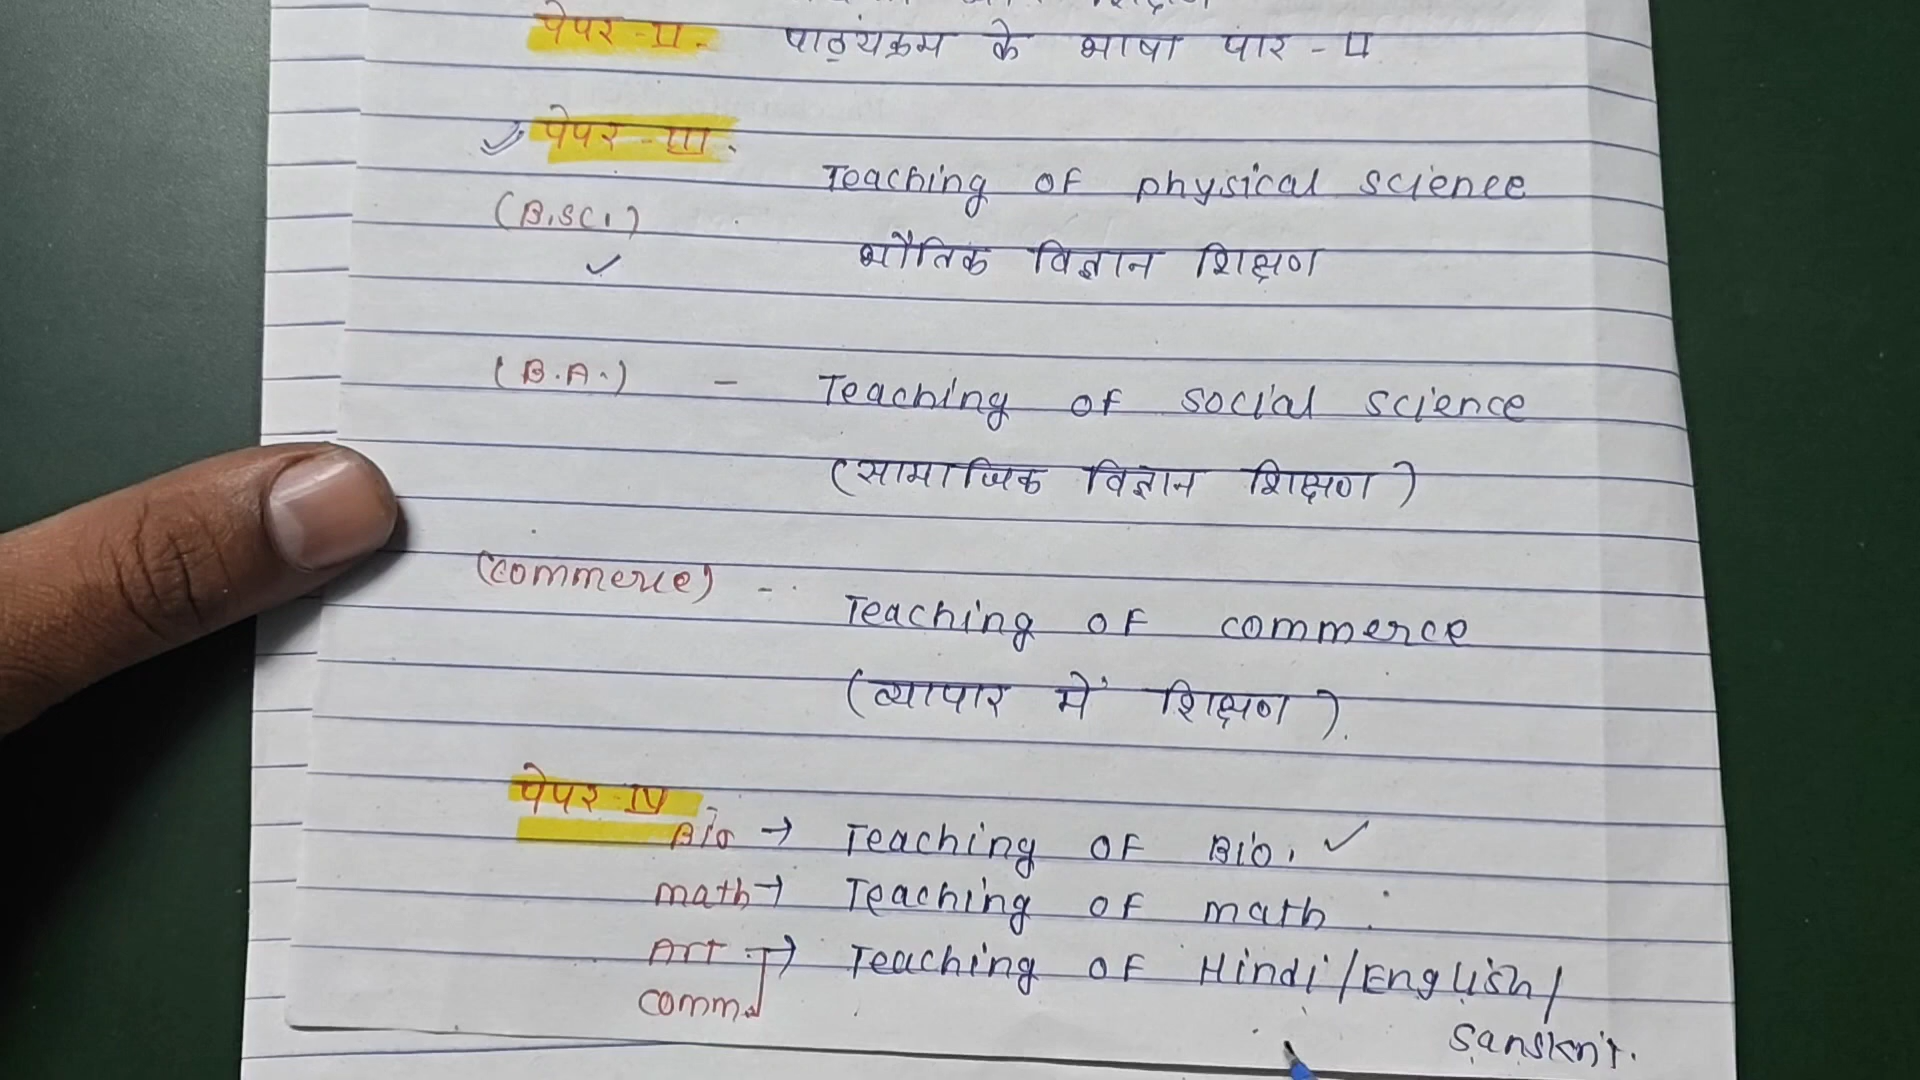 शिक्षण
पेपर-II. पाठ्यक्रम के भाषा पार - II
पेपर-III.
Teaching of physical science
(B.SC.)
भौतिक विज्ञान शिक्षण
(B.A.) - Teaching of social science
(सामाजिक विज्ञान शिक्षण)
(commerce) - Teaching of commerce
(व्यापार में शिक्षण).
पेपर-IV
Bio → Teaching of Bio.
math → Teaching of math.
Art → Teaching of Hindi/English/
comm. Sanskrit.